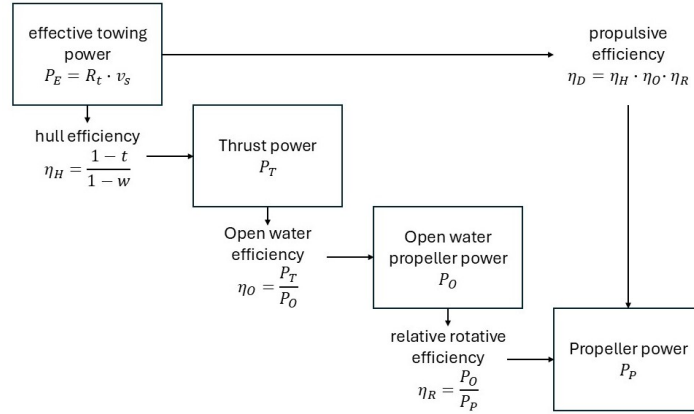 effective towing
power
P_E = R_t · v_s
propulsive
efficiency
η_D = η_H · η_O · η_R
hull efficiency
η_H = (1 − t)/(1 − w)
Thrust power
P_T
Open water
efficiency
η_O = P_T/P_O
Open water
propeller power
P_O
relative rotative
efficiency
η_R = P_O/P_P
Propeller power
P_P